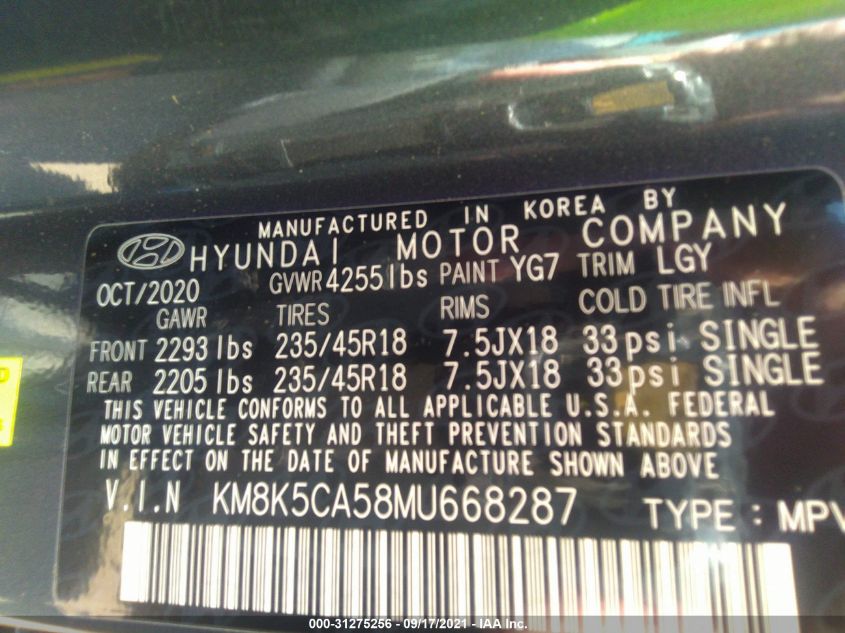 MANUFACTURED IN KOREA BY
HYUNDAI MOTOR COMPANY
OCT/2020 GVWR 4255 lbs PAINT YG7 TRIM LGY
GAWR TIRES RIMS COLD TIRE INFL
FRONT 2293 lbs 235/45R18 7.5JX18 33psi SINGLE
REAR 2205 lbs 235/45R18 7.5JX18 33psi SINGLE
THIS VEHICLE CONFORMS TO ALL APPLICABLE U.S.A. FEDERAL
MOTOR VEHICLE SAFETY AND THEFT PREVENTION STANDARDS
IN EFFECT ON THE DATE OF MANUFACTURE SHOWN ABOVE
V.I.N KM8K5CA58MU668287 TYPE : MPV
000-31275256 - 09/17/2021 - IAA Inc.